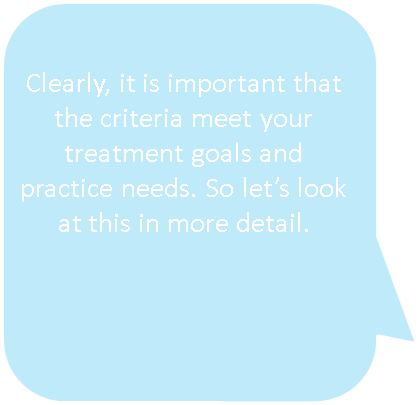 Clearly, it is important that
the criteria meet your
treatment goals and
practice needs. So let’s look
at this in more detail.